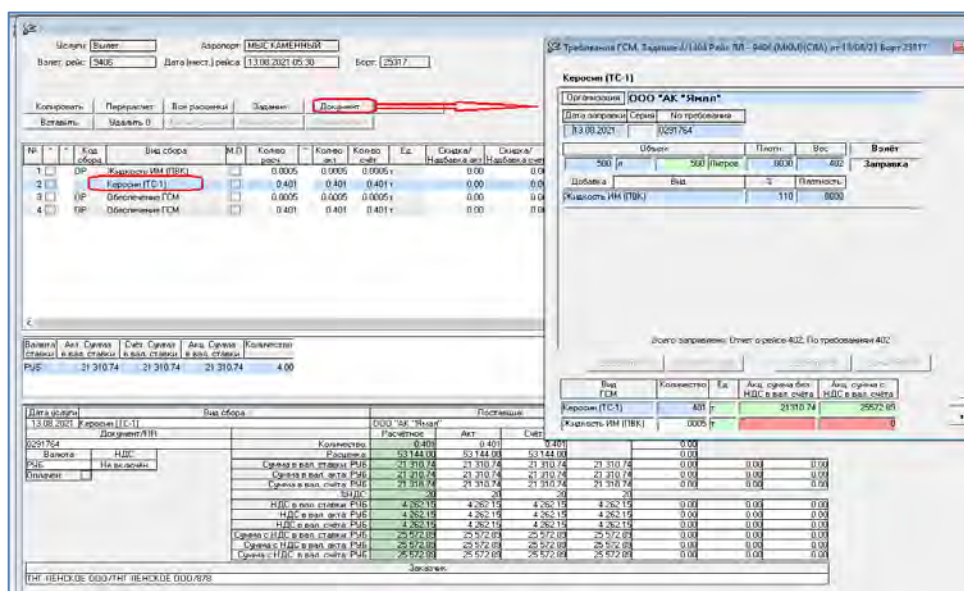 Услуги Вылет Аэропорт МЫС КАМЕННЫЙ
Вылет. рейс: 9406 Дата (мест.) рейса: 13.08.2021 05:30 Борт: 25317
Копировать Перерасчет Все расценки Задание Документ
Вставить Удалить 0
№ * * Код сбора Вид сбора М.О Кол-во расч. Кол-во акт Кол-во счёт Ед. Скидка/Надбавка акт Скидка/Надбавка счёт
1 ОР Жидкость ИМ (ПВК) 0.0005 0.0005 0.0005 т 0.00
2 Керосин (ТС-1) 0.401 0.401 0.401 т 0.00
3 ОР Обеспечение ГСМ 0.0005 0.0005 0.0005 т 0.00
4 ОР Обеспечение ГСМ 0.401 0.401 0.401 т 0.00
Валюта ставки Акт. Сумма в вал. ставки Счёт. Сумма в вал. ставки Акц. Сумма в вал. ставки Количество
РУБ 21 310.74 21 310.74 21 310.74 4.00
Керосин (ТС-1)
Организация ООО "АК "Ямал"
Дата заправки Серия No требования
13.08.2021 0291764
Объём Плотн. Вес Взлёт
500 л 500 Литров 8030 402 Заправка
Добавка Вид % Плотность
Жидкость ИМ (ПВК) 110
Всего заправлено: Отчет о рейсе 402, По требованиям 402
Вид ГСМ Количество Ед. Акц. сумма без НДС в вал. счёта Акц. сумма с НДС в вал. счёта
Керосин (ТС-1) 401 т 21310.74 25572.89
Жидкость ИМ (ПВК) .0005 т 0
Дата услуги Вид сбора Поставщик
13.08.2021 Керосин (ТС-1) ООО "АК "Ямал"
Документ/ПП Расчётное Акт Счёт
0291764 Количество: 0.401 0.401 0.401 0.00
Валюта НДС Расценка: 53 144.00 53 144.00 53 144.00 0.00
РУБ Не включён Сумма в вал. ставки: РУБ 21 310.74 21 310.74 21 310.74 21 310.74 0.00 0.00 0.00
Оплачен: Сумма в вал. акта: РУБ 21 310.74 21 310.74 21 310.74 21 310.74 0.00 0.00 0.00
Сумма в вал. счёта: РУБ 21 310.74 21 310.74 21 310.74 21 310.74 0.00 0.00 0.00
%НДС: 20 20 20
НДС в вал. ставки: РУБ 4 262.15 4 262.15 4 262.15 4 262.15 0.00 0.00 0.00
НДС в вал. акта: РУБ 4 262.15 4 262.15 4 262.15 4 262.15 0.00 0.00 0.00
НДС в вал. счёта: РУБ 4 262.15 4 262.15 4 262.15 4 262.15 0.00 0.00 0.00
Сумма с НДС в вал. ставки: РУБ 25 572.89 25 572.89 25 572.89 25 572.89 0.00 0.00 0.00
Сумма с НДС в вал. акта: РУБ 25 572.89 25 572.89 25 572.89 25 572.89 0.00 0.00 0.00
Сумма с НДС в вал. счёта: РУБ 25 572.89 25 572.89 25 572.89 25 572.89 0.00 0.00 0.00
Заказчик